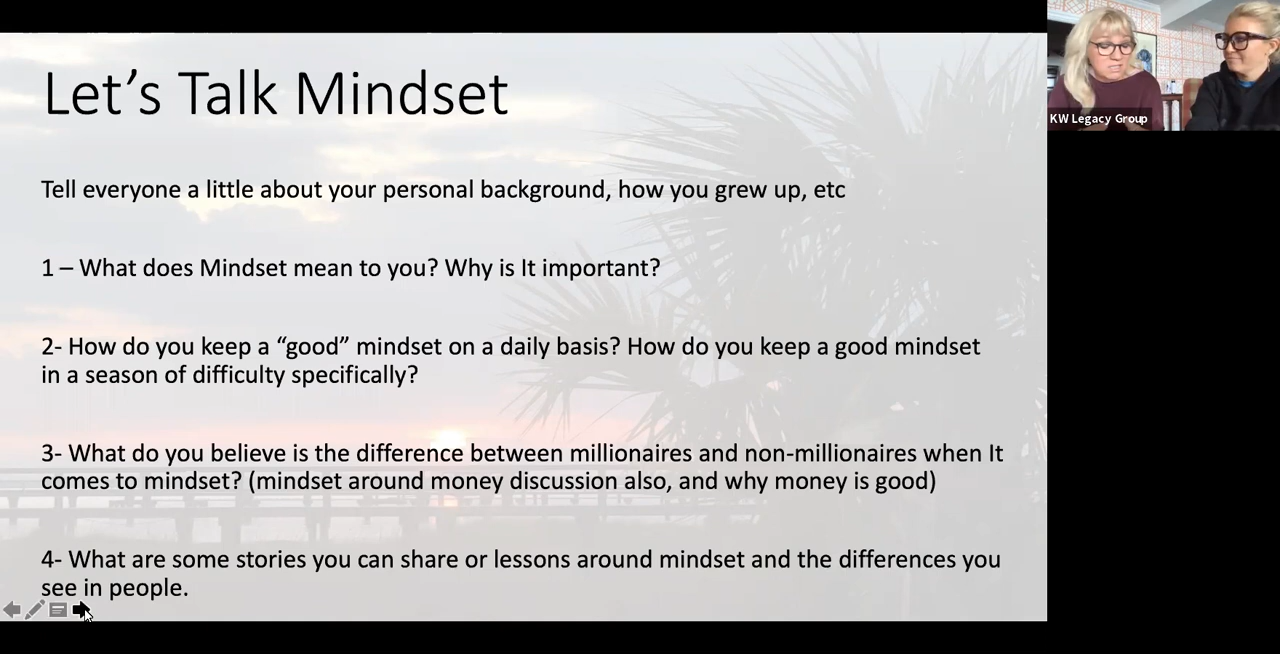 Let’s Talk Mindset
KW Legacy Group
Tell everyone a little about your personal background, how you grew up, etc
1 – What does Mindset mean to you? Why is It important?
2- How do you keep a “good” mindset on a daily basis? How do you keep a good mindset
in a season of difficulty specifically?
3- What do you believe is the difference between millionaires and non-millionaires when It
comes to mindset? (mindset around money discussion also, and why money is good)
4- What are some stories you can share or lessons around mindset and the differences you
see in people.